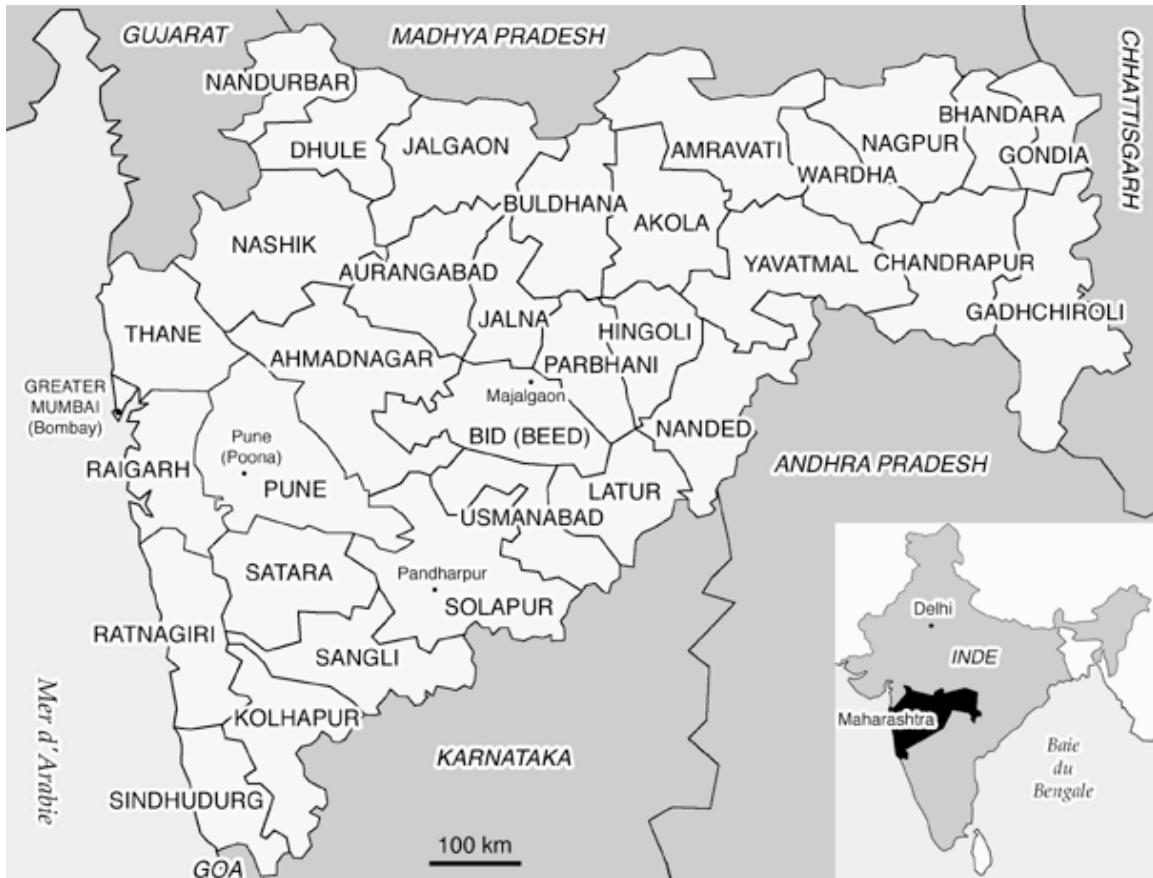 GUJARAT
MADHYA PRADESH
CHHATTISGARH
NANDURBAR
DHULE
JALGAON
BULDHANA
AKOLA
AMRAVATI
WARDHA
NAGPUR
BHANDARA
GONDIA
NASHIK
AURANGABAD
JALNA
HINGOLI
PARBHANI
YAVATMAL
CHANDRAPUR
GADHCHIROLI
THANE
AHMADNAGAR
GREATER
MUMBAI
(Bombay)
Majalgaon
BID (BEED)
NANDED
RAIGARH
Pune
(Poona)
PUNE
LATUR
USMANABAD
ANDHRA PRADESH
SATARA
Pandharpur
SOLAPUR
RATNAGIRI
SANGLI
KOLHAPUR
SINDHUDURG
KARNATAKA
GOA
Mer d'Arabie
100 km
Delhi
INDE
Maharashtra
Baie
du
Bengale